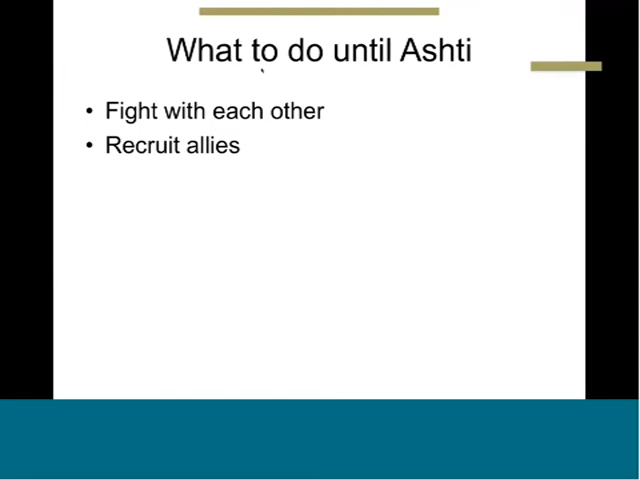 What to do until Ashti
• Fight with each other
• Recruit allies